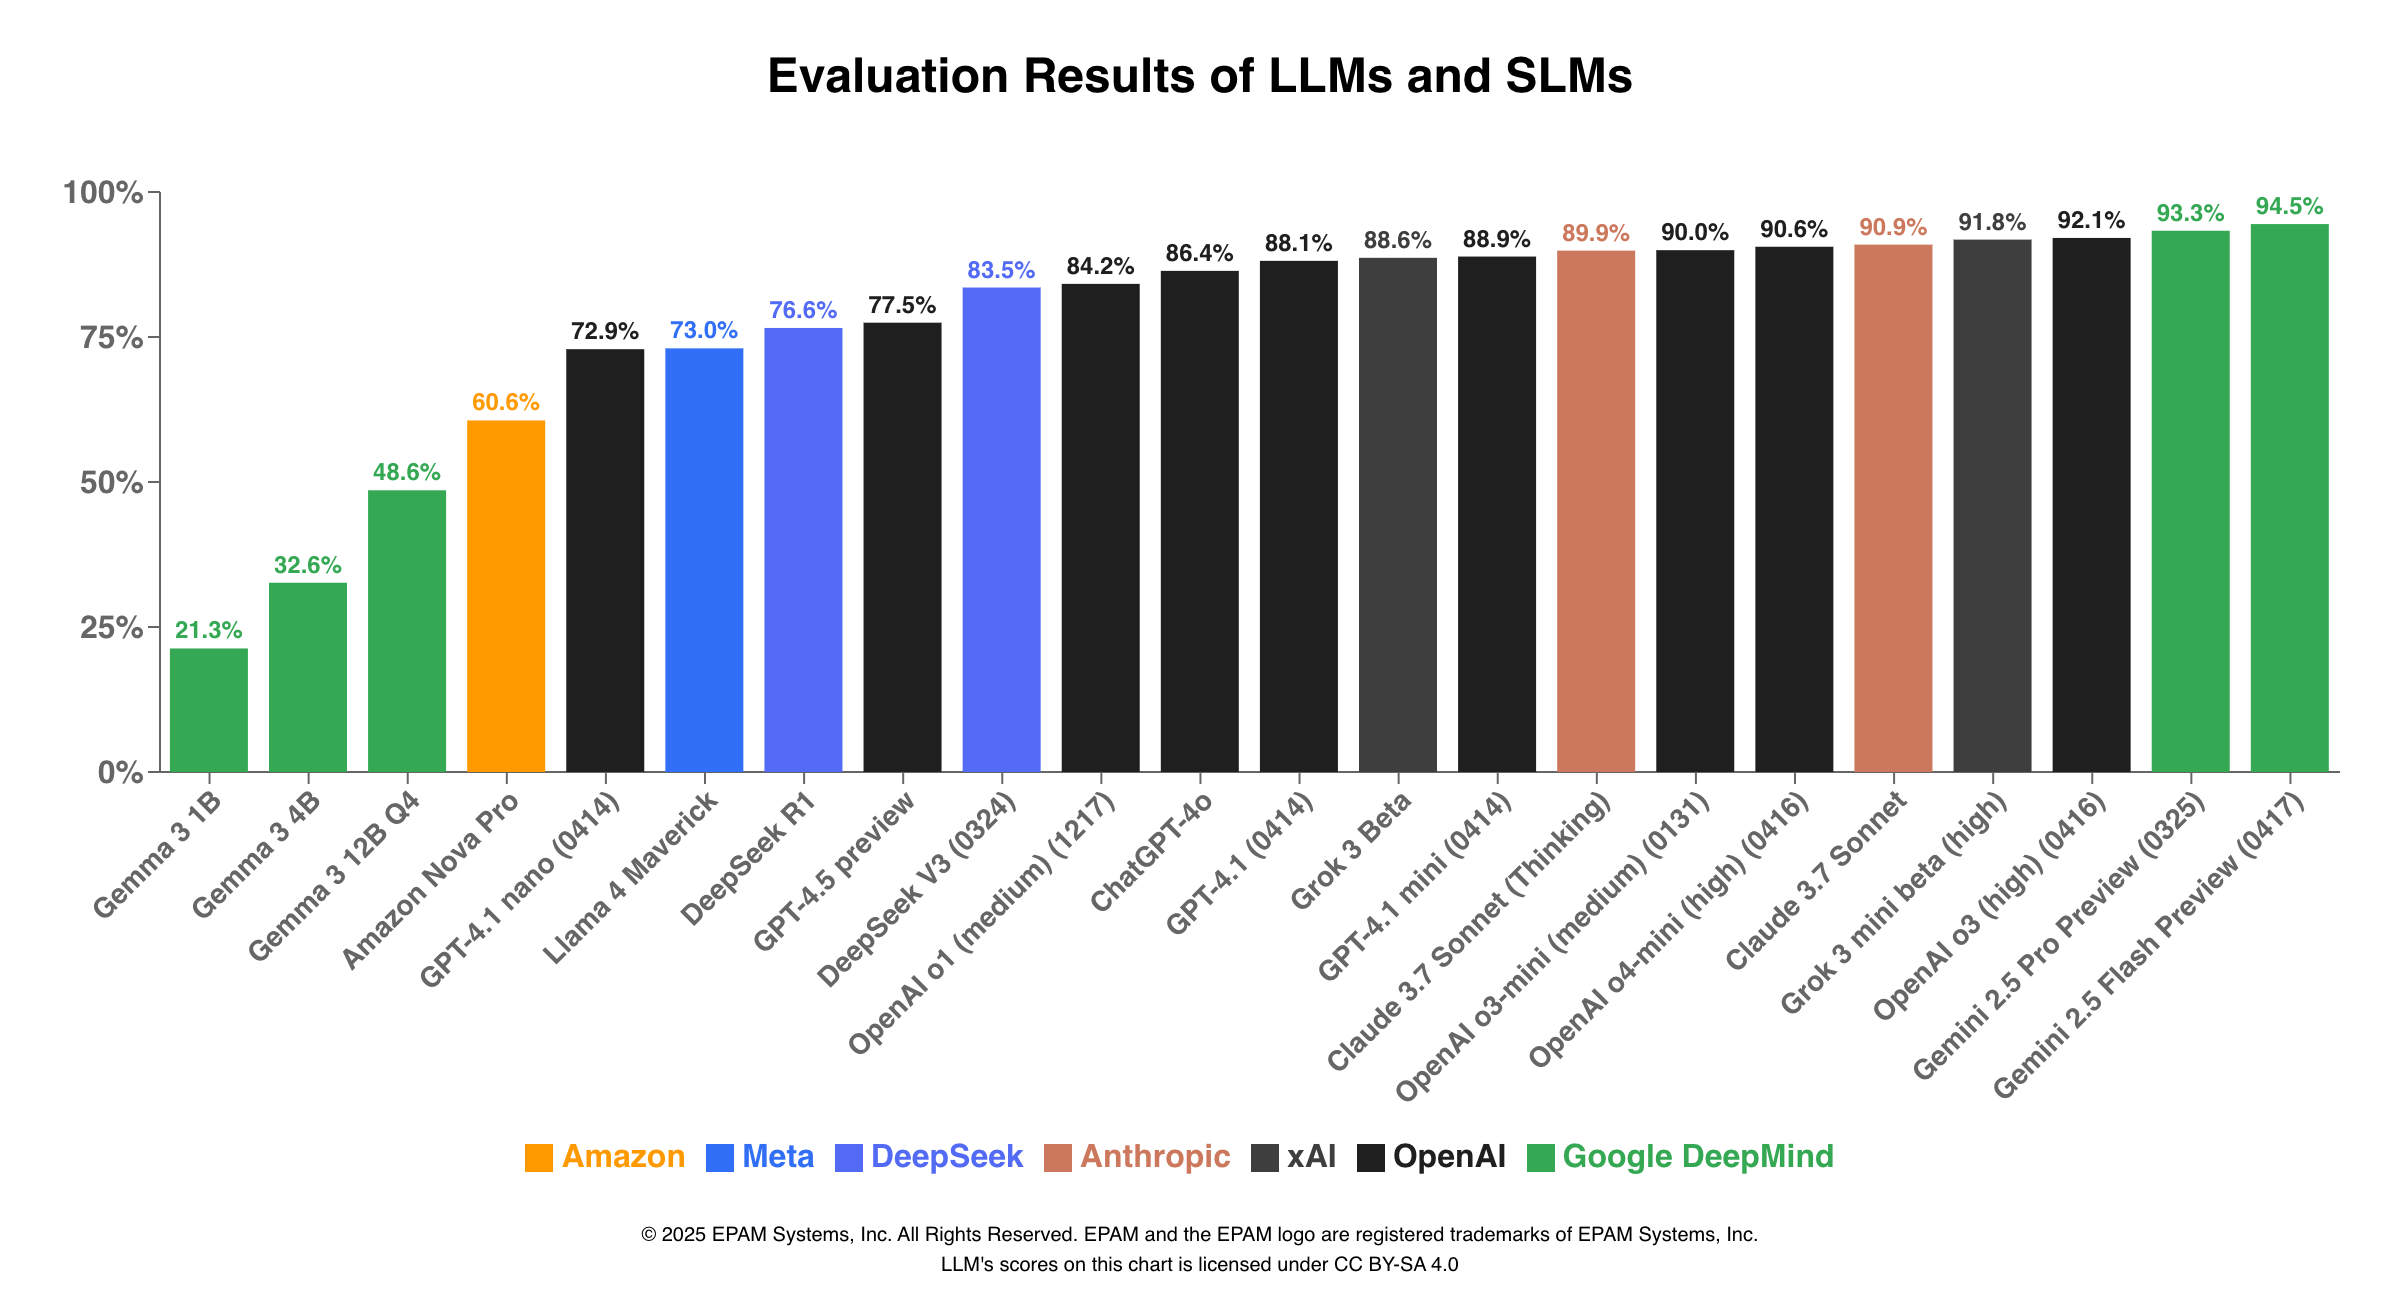 Evaluation Results of LLMs and SLMs
100%
75%
50%
25%
0%
21.3%
32.6%
48.6%
60.6%
72.9%
73.0%
76.6%
77.5%
83.5%
84.2%
86.4%
88.1%
88.6%
88.9%
89.9%
90.0%
90.6%
90.9%
91.8%
92.1%
93.3%
94.5%
Gemma 3 1B
Gemma 3 4B
Gemma 3 12B Q4
Amazon Nova Pro
GPT-4.1 nano (0414)
Llama 4 Maverick
DeepSeek R1
GPT-4.5 preview
DeepSeek V3 (0324)
OpenAI o1 (medium) (1217)
ChatGPT-4o
GPT-4.1 (0414)
Grok 3 Beta
GPT-4.1 mini (0414)
Claude 3.7 Sonnet (Thinking)
OpenAI o3-mini (medium) (0131)
OpenAI o4-mini (high) (0416)
Claude 3.7 Sonnet
Grok 3 mini beta (high)
OpenAI o3 (high) (0416)
Gemini 2.5 Pro Preview (0325)
Gemini 2.5 Flash Preview (0417)
Amazon Meta DeepSeek Anthropic xAI OpenAI Google DeepMind
© 2025 EPAM Systems, Inc. All Rights Reserved. EPAM and the EPAM logo are registered trademarks of EPAM Systems, Inc.
LLM's scores on this chart is licensed under CC BY-SA 4.0